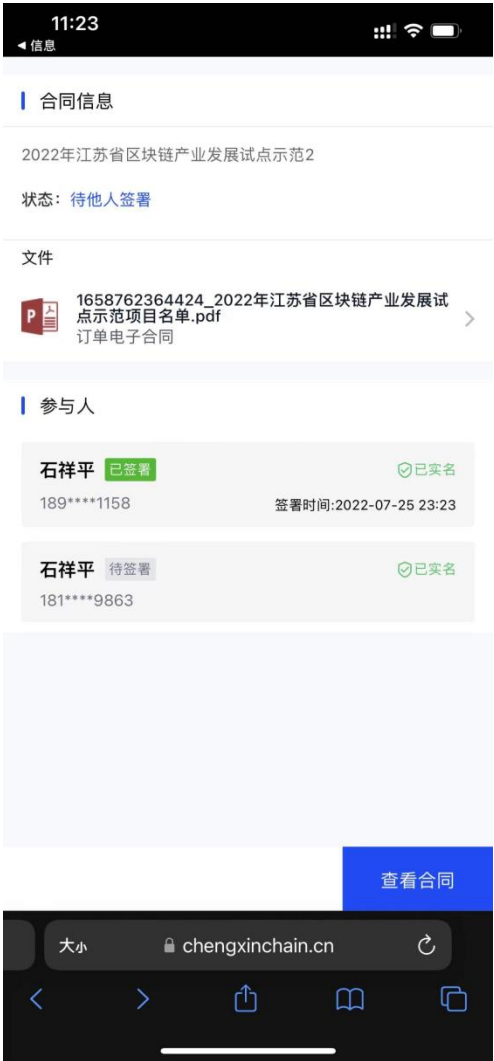 11:23
◀ 信息
合同信息
2022年江苏省区块链产业发展试点示范2
状态：待他人签署
文件
P
1658762364424_2022年江苏省区块链产业发展试
点示范项目名单.pdf
订单电子合同
参与人
石祥平 已签署 已实名
189****1158 签署时间:2022-07-25 23:23
石祥平 待签署 已实名
181****9863
查看合同
大小 chengxinchain.cn